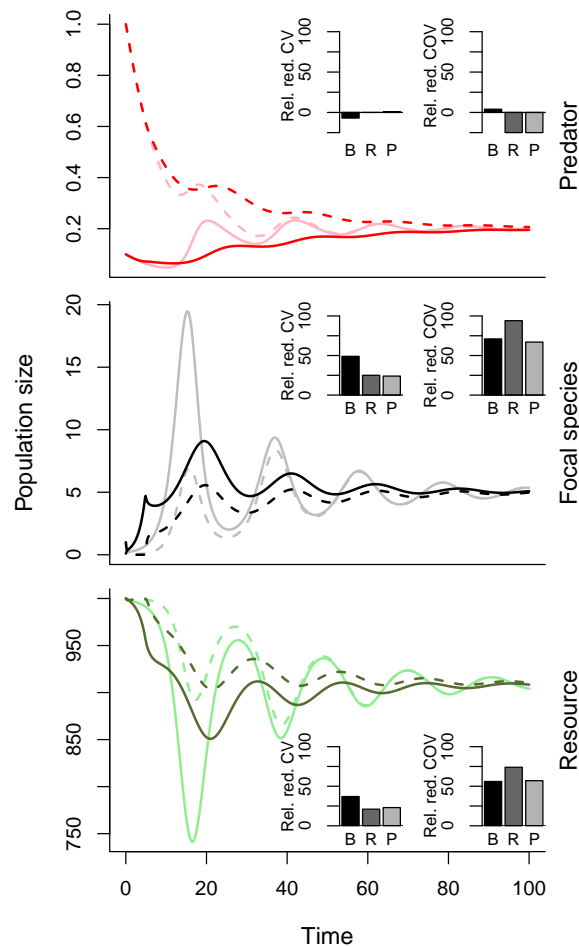 Predator
1.0
0.8
0.6
0.4
0.2
Rel. red. CV
100
50
0
B R P
Rel. red. COV
100
50
0
B R P
Population size
Focal species
20
15
10
5
0
Rel. red. CV
100
50
0
B R P
Rel. red. COV
100
50
0
B R P
Resource
950
850
750
Rel. red. CV
100
50
0
B R P
Rel. red. COV
100
50
0
B R P
0 20 40 60 80 100
Time